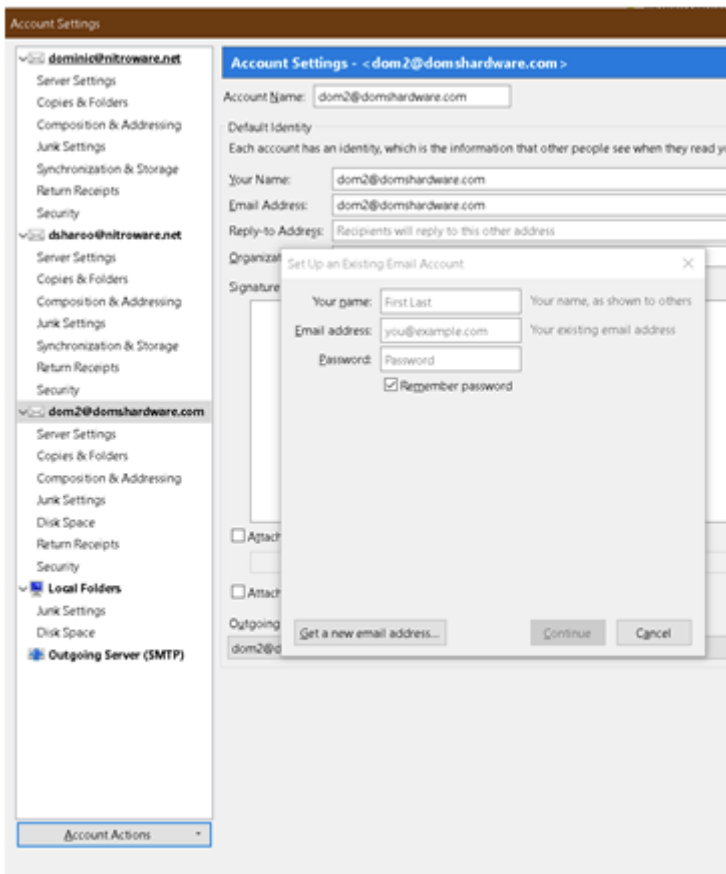 Account Settings
dominic@nitroware.net
Server Settings
Copies & Folders
Composition & Addressing
Junk Settings
Synchronization & Storage
Return Receipts
Security
dsharoo@nitroware.net
Server Settings
Copies & Folders
Composition & Addressing
Junk Settings
Synchronization & Storage
Return Receipts
Security
dom2@domshardware.com
Server Settings
Copies & Folders
Composition & Addressing
Junk Settings
Disk Space
Return Receipts
Security
Local Folders
Junk Settings
Disk Space
Outgoing Server (SMTP)
Account Actions
Account Settings - <dom2@domshardware.com>
Account Name: dom2@domshardware.com
Default Identity
Each account has an identity, which is the information that other people see when they read y
Your Name: dom2@domshardware.com
Email Address: dom2@domshardware.com
Reply-to Address: Recipients will reply to this other address
Organizat
Signature
Attach
Attach
Outgoing
dom2@d
Set Up an Existing Email Account
Your name: First Last Your name, as shown to others
Email address: you@example.com Your existing email address
Password: Password
Remember password
Get a new email address... Continue Cancel